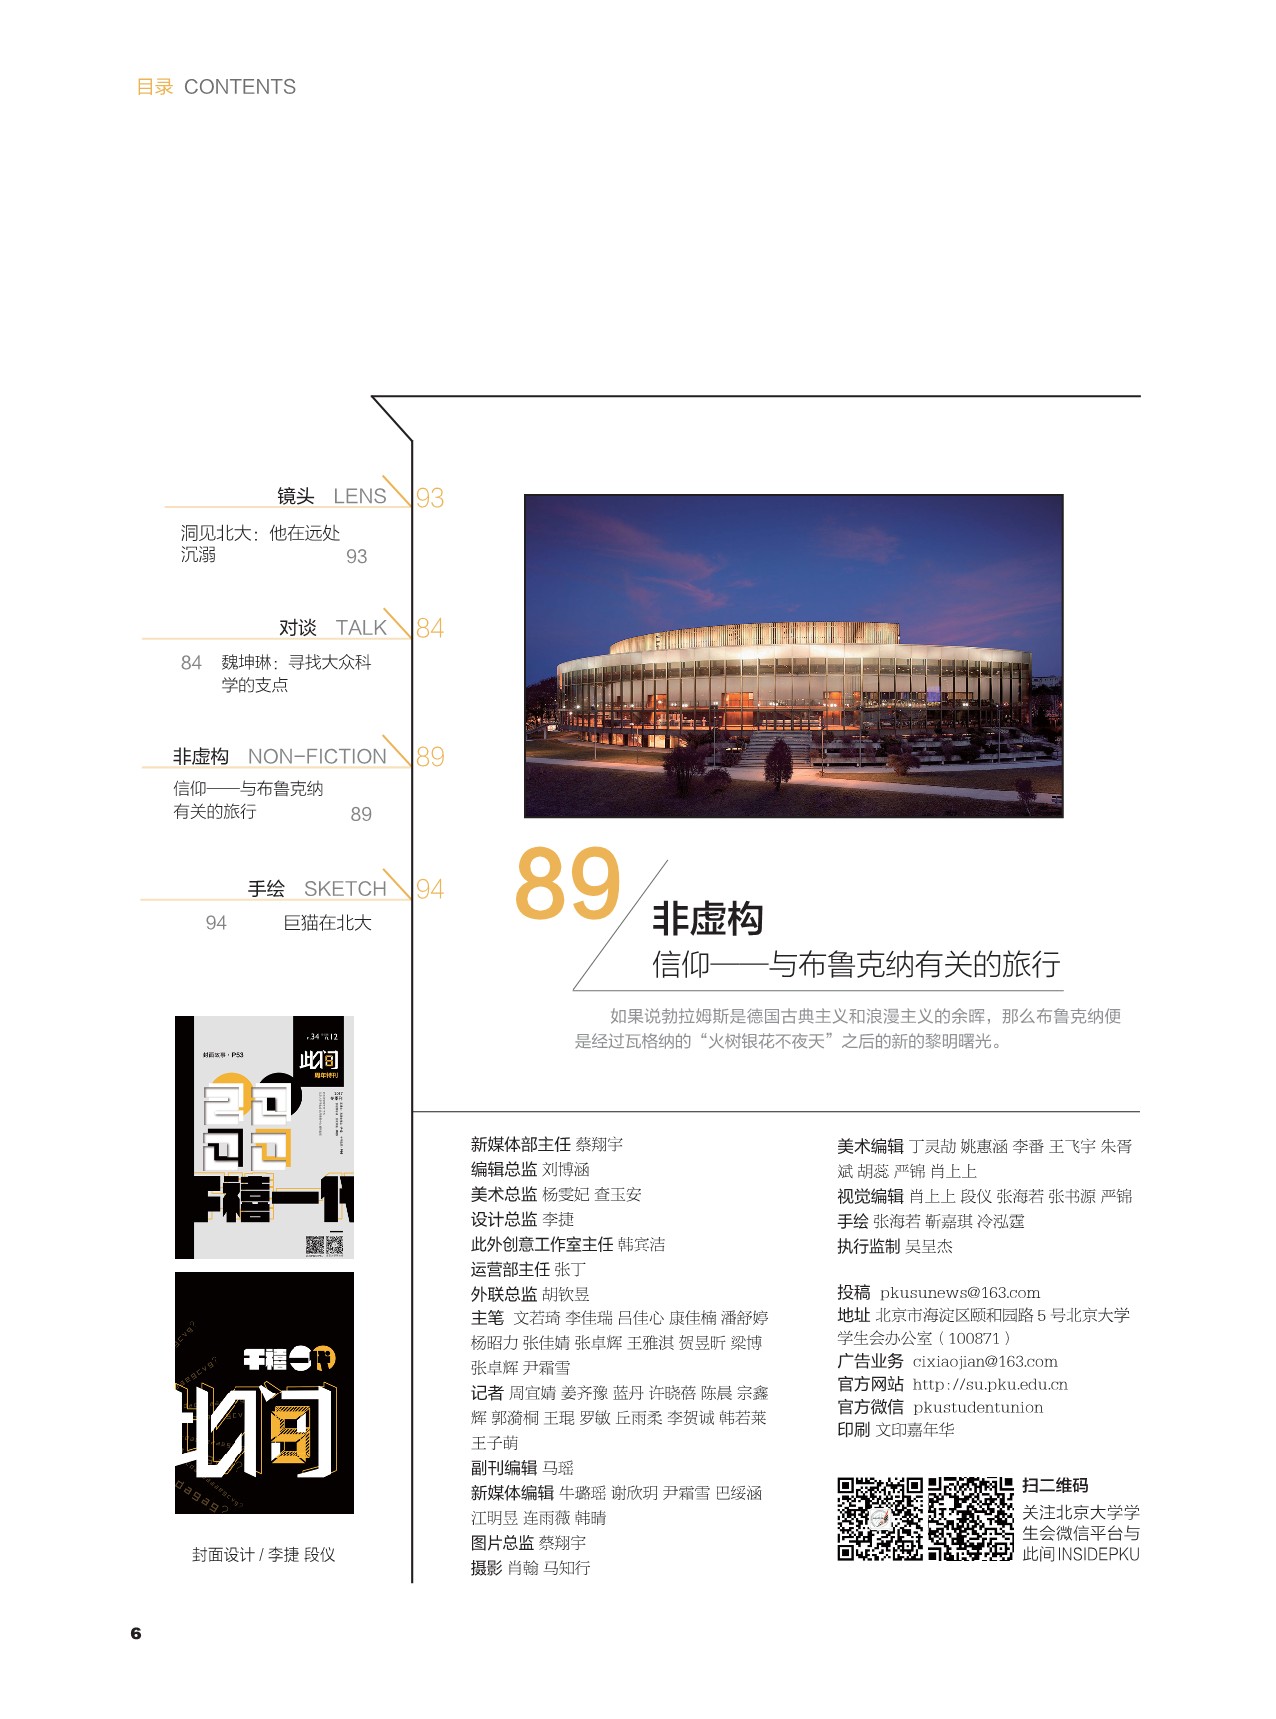 目录 CONTENTS
镜头 LENS 93
洞见北大：他在远处
沉溺 93
对谈 TALK 84
84 魏坤琳：寻找大众科
学的支点
非虚构 NON-FICTION 89
信仰——与布鲁克纳
有关的旅行 89
手绘 SKETCH 94
94 巨猫在北大
89
非虚构
信仰——与布鲁克纳有关的旅行
如果说勃拉姆斯是德国古典主义和浪漫主义的余晖，那么布鲁克纳便
是经过瓦格纳的“火树银花不夜天”之后的新的黎明曙光。
封面故事·P53
此间
周年特刊
千禧一代
千禧一代
此间
封面设计 / 李捷 段仪
新媒体部主任 蔡翔宇
编辑总监 刘博涵
美术总监 杨雯妃 查玉安
设计总监 李捷
此外创意工作室主任 韩宾洁
运营部主任 张丁
外联总监 胡钦昱
主笔 文若琦 李佳瑞 吕佳心 康佳楠 潘舒婷
杨昭力 张佳婧 张卓辉 王雅淇 贺昱昕 梁博
张卓辉 尹霜雪
记者 周宜婧 姜齐豫 蓝丹 许晓蓓 陈晨 宗鑫
辉 郭漪桐 王琨 罗敏 丘雨柔 李贺诚 韩若莱
王子萌
副刊编辑 马瑶
新媒体编辑 牛璐瑶 谢欣玥 尹霜雪 巴绥涵
江明昱 连雨薇 韩晴
图片总监 蔡翔宇
摄影 肖翰 马知行
美术编辑 丁灵劼 姚惠涵 李番 王飞宇 朱胥
斌 胡蕊 严锦 肖上上
视觉编辑 肖上上 段仪 张海若 张书源 严锦
手绘 张海若 靳嘉琪 冷泓霆
执行监制 吴呈杰
投稿 pkusunews@163.com
地址 北京市海淀区颐和园路 5 号北京大学
学生会办公室（100871）
广告业务 cixiaojian@163.com
官方网站 http://su.pku.edu.cn
官方微信 pkustudentunion
印刷 文印嘉年华
扫二维码
关注北京大学学
生会微信平台与
此间INSIDEPKU
6